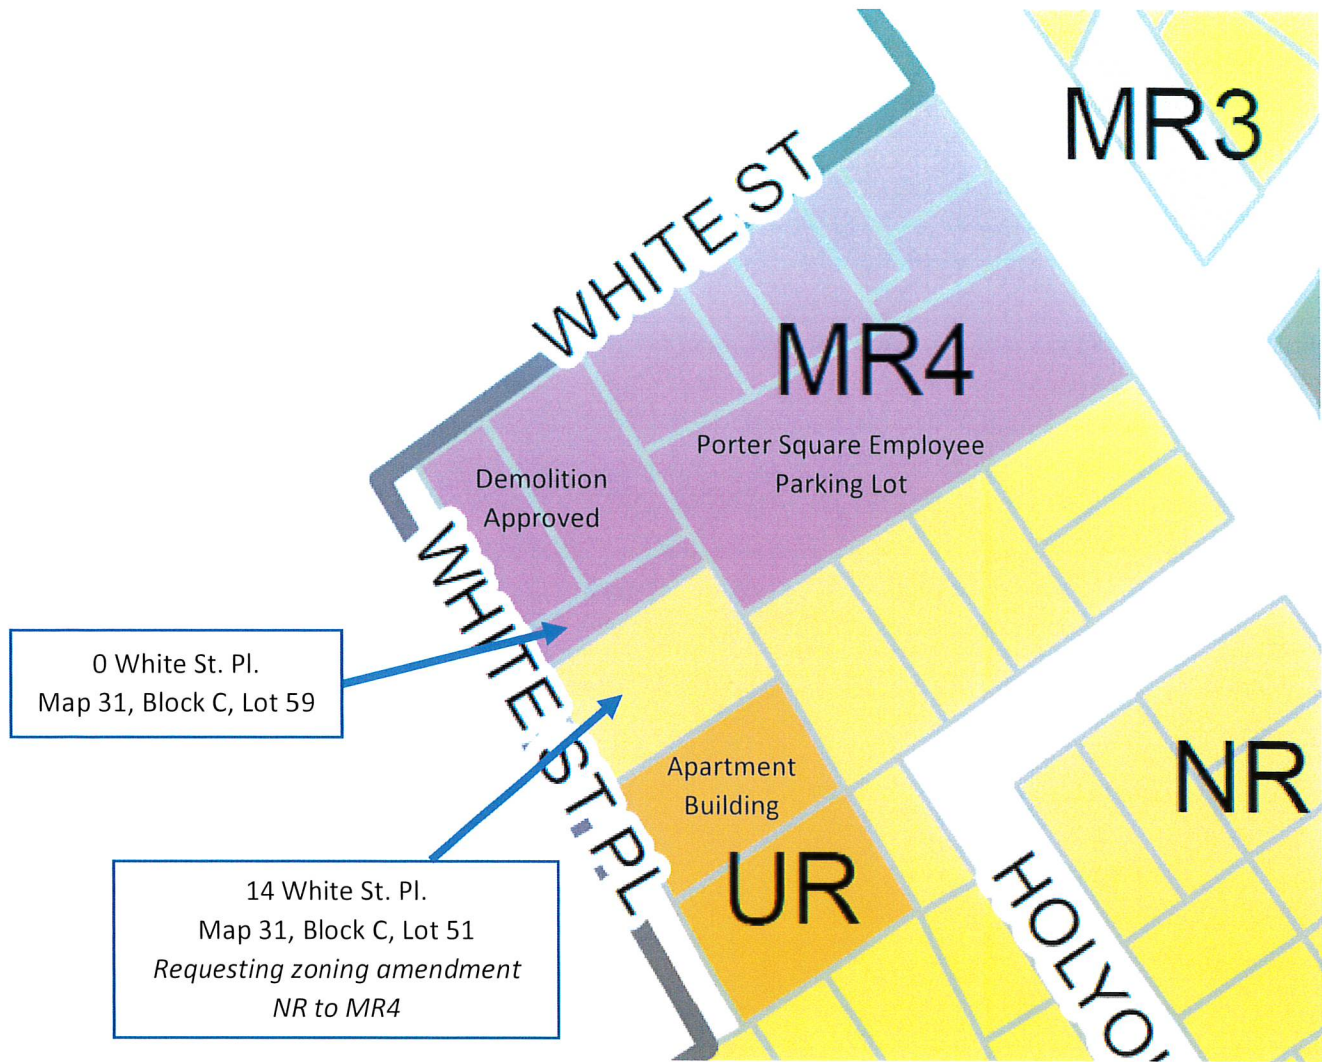 MR3
WHITE ST
MR4
Porter Square Employee
Parking Lot
Demolition
Approved
WHITE ST. PL
0 White St. Pl.
Map 31, Block C, Lot 59
Apartment
Building
NR
UR
14 White St. Pl.
Map 31, Block C, Lot 51
Requesting zoning amendment
NR to MR4
HOLYO